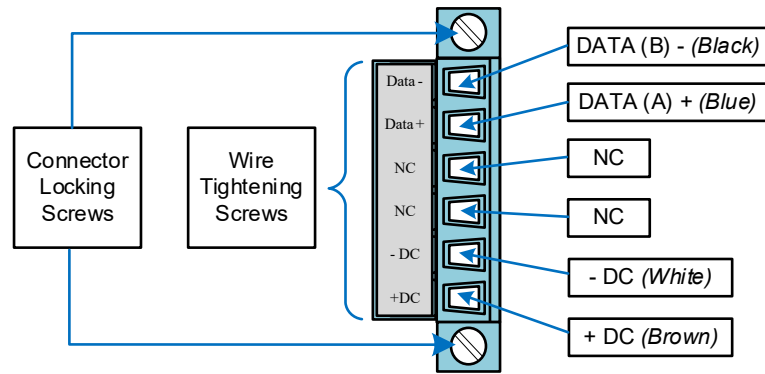 Connector
Locking
Screws
Wire
Tightening
Screws
Data -
Data +
NC
NC
- DC
+DC
DATA (B) - (Black)
DATA (A) + (Blue)
NC
NC
- DC (White)
+ DC (Brown)